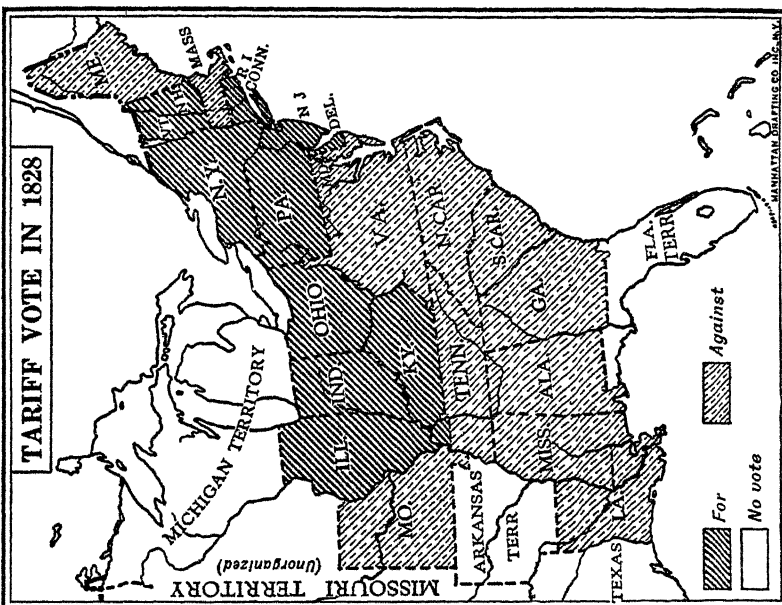 TARIFF VOTE IN 1828
ME.
MASS
R I
CONN.
N.Y.
N J
PA.
DEL.
MICHIGAN TERRITORY
OHIO
IND.
ILL.
KY.
VA.
N.CAR.
S.CAR.
TENN
GA.
ALA
MISS
LA.
MO.
MISSOURI TERRITORY
(Unorganized)
ARKANSAS
TERR
TEXAS
FLA.
TERR.
For
Against
No vote
MANHATTAN DRAFTING CO. INC. N.Y.